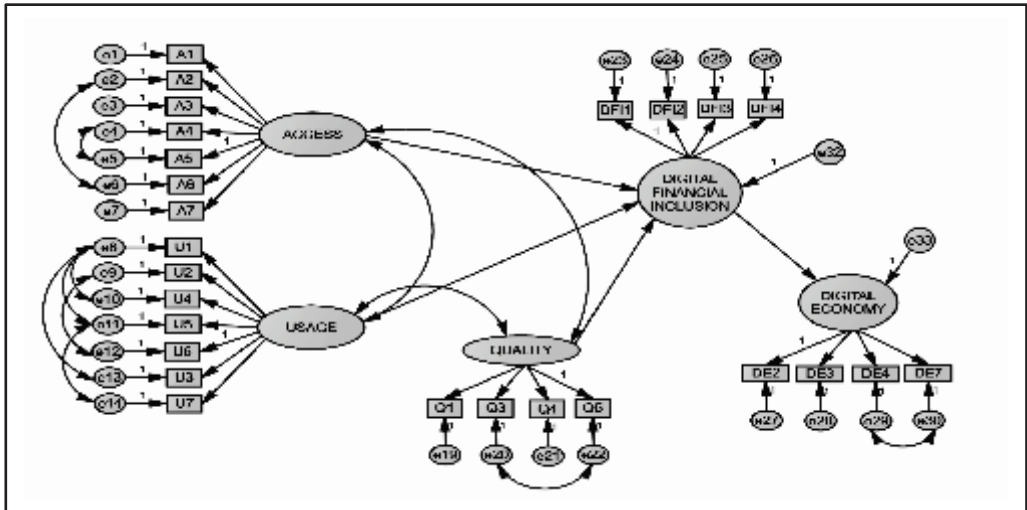 e1 1 A1
e2 1 A2
e3 1 A3
e4 1 A4
e5 1 A5
e6 1 A6
e7 1 A7
ACCESS
1
e8 1 U1
e9 1 U2
e10 1 U4
e11 1 U5
e12 1 U6
e13 1 U3
e14 1 U7
USAGE
1
QUALITY
1
Q1 Q3 Q4
e19 e20 e21 e22
e23 e24 e25 e26
1 1 1 1
DFI1 DFI2 DFI3 DFI4
1
DIGITAL
FINANCIAL
INCLUSION
1
e32
e33
1
DIGITAL
ECONOMY
1
DE2 DE3 DE4 DE7
e27 e28 e29 e30